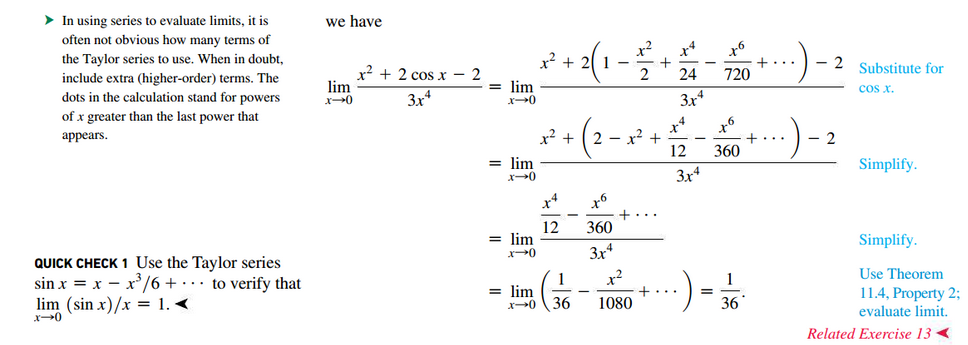 ➤ In using series to evaluate limits, it is
often not obvious how many terms of
the Taylor series to use. When in doubt,
include extra (higher-order) terms. The
dots in the calculation stand for powers
of x greater than the last power that
appears.
QUICK CHECK 1 Use the Taylor series
sin x = x − x³/6 + ··· to verify that
lim_{x→0} (sin x)/x = 1. ◄
we have
lim_{x→0} (x² + 2 cos x − 2)/(3x⁴) = lim_{x→0} (x² + 2(1 − x²/2 + x⁴/24 − x⁶/720 + ···) − 2)/(3x⁴) Substitute for
cos x.
= lim_{x→0} (x² + (2 − x² + x⁴/12 − x⁶/360 + ···) − 2)/(3x⁴) Simplify.
= lim_{x→0} (x⁴/12 − x⁶/360 + ···)/(3x⁴) Simplify.
= lim_{x→0} (1/36 − x²/1080 + ···) = 1/36. Use Theorem
11.4, Property 2;
evaluate limit.
Related Exercise 13 ◄